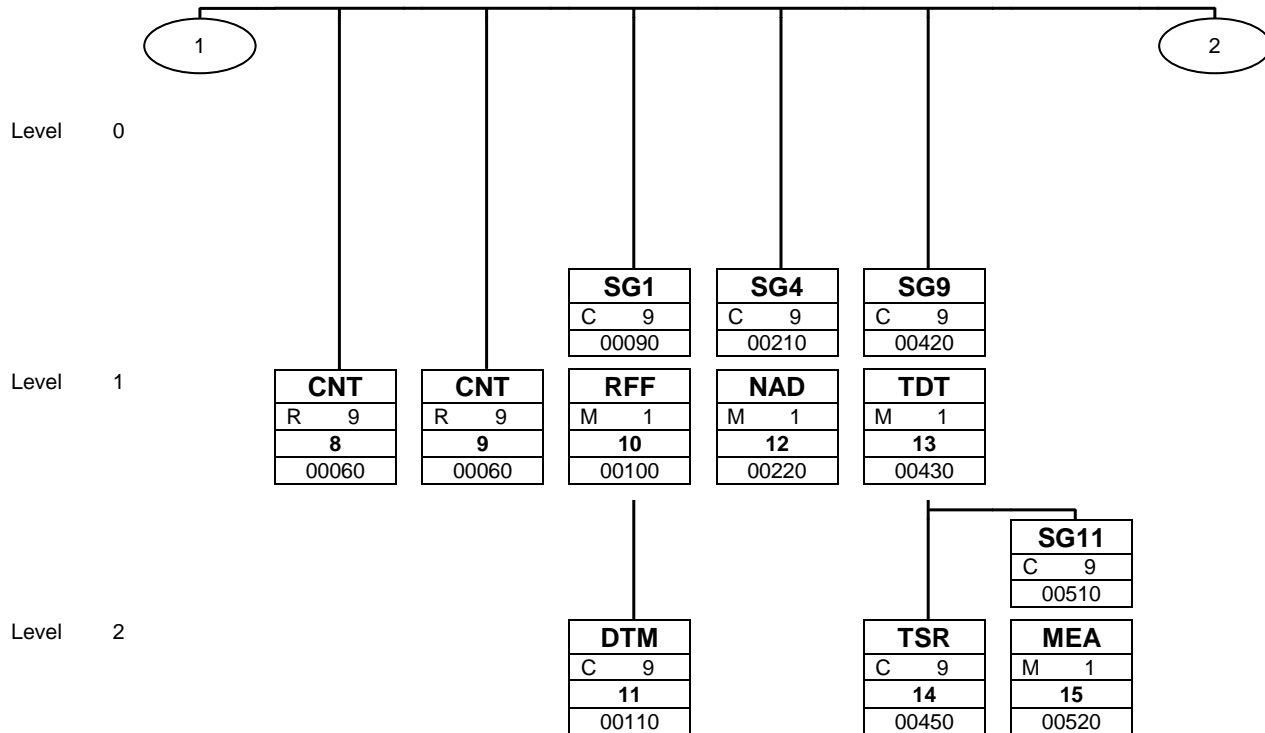 1 2
Level 0
SG1 SG4 SG9
C 9 C 9 C 9
00090 00210 00420
Level 1 CNT CNT RFF NAD TDT
R 9 R 9 M 1 M 1 M 1
8 9 10 12 13
00060 00060 00100 00220 00430
SG11
C 9
00510
Level 2 DTM TSR MEA
C 9 C 9 M 1
11 14 15
00110 00450 00520